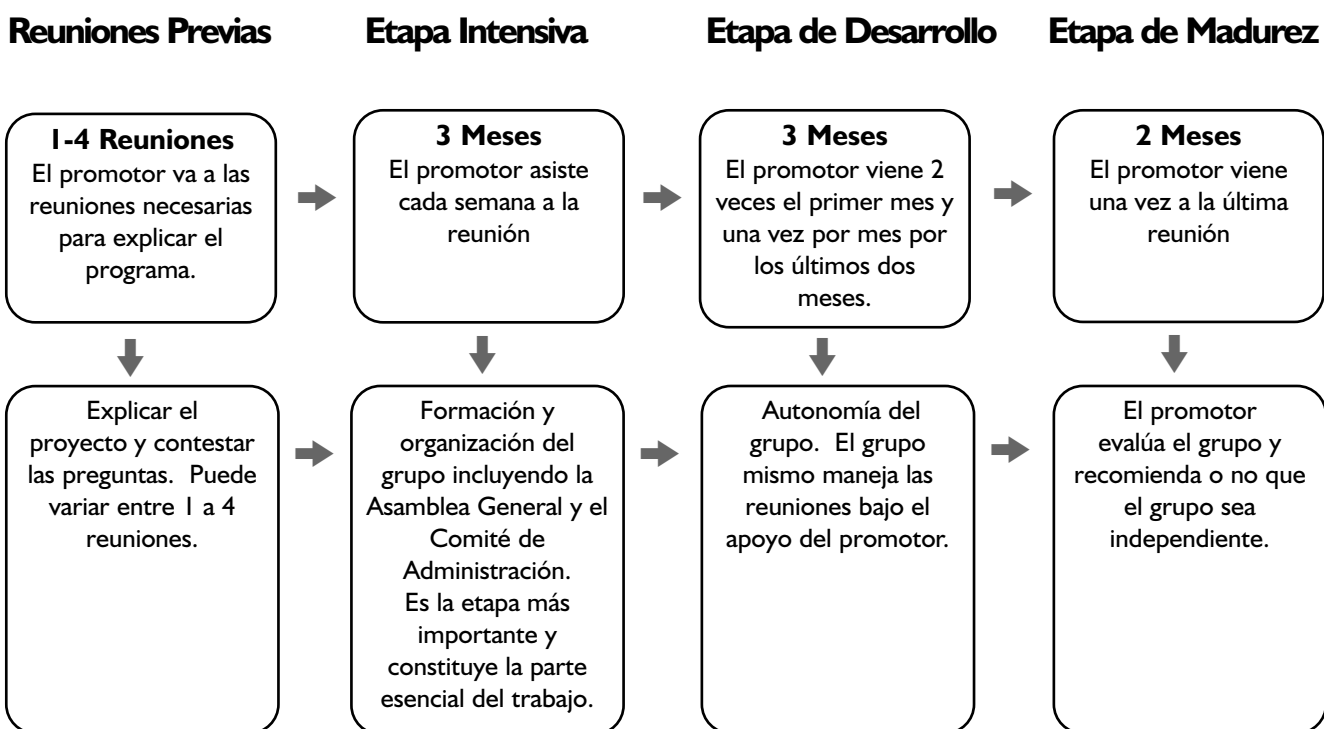 Reuniones Previas
Etapa Intensiva
Etapa de Desarrollo
Etapa de Madurez
1-4 Reuniones
El promotor va a las
reuniones necesarias
para explicar el
programa.
3 Meses
El promotor asiste
cada semana a la
reunión
3 Meses
El promotor viene 2
veces el primer mes y
una vez por mes por
los últimos dos
meses.
2 Meses
El promotor viene
una vez a la última
reunión
Explicar el
proyecto y contestar
las preguntas. Puede
variar entre 1 a 4
reuniones.
Formación y
organización del
grupo incluyendo la
Asamblea General y el
Comité de
Administración.
Es la etapa más
importante y
constituye la parte
esencial del trabajo.
Autonomía del
grupo. El grupo
mismo maneja las
reuniones bajo el
apoyo del promotor.
El promotor
evalúa el grupo y
recomienda o no que
el grupo sea
independiente.